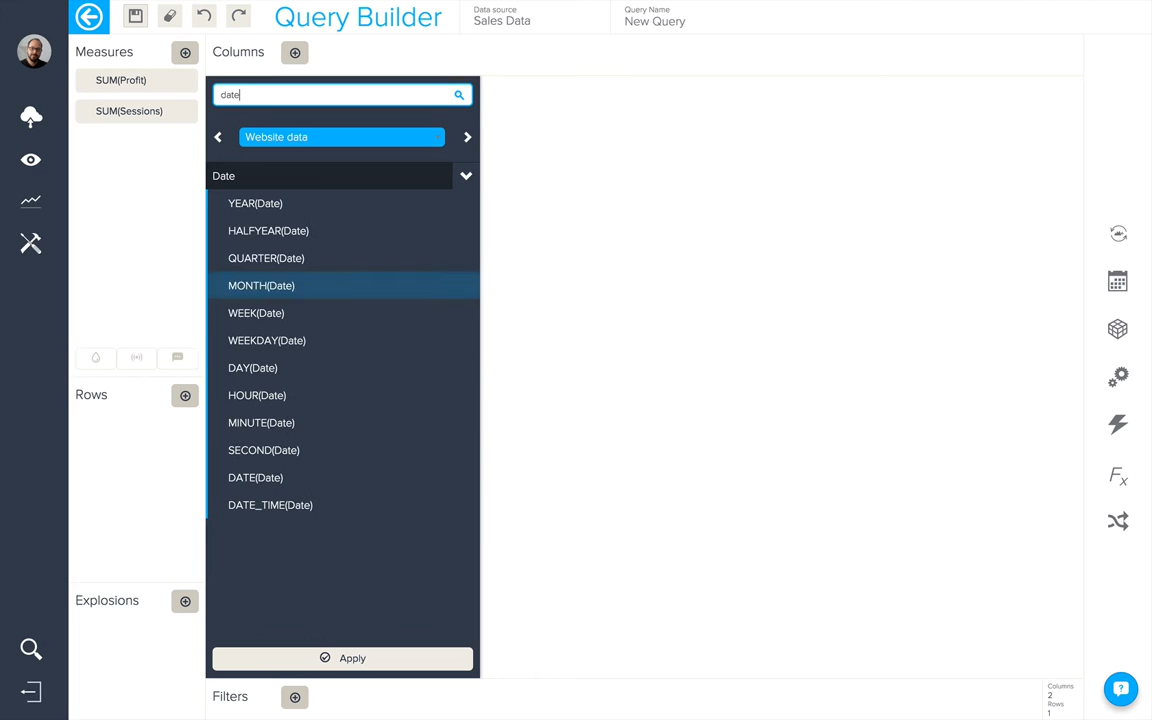 Query Builder
Data source
Sales Data
Query Name
New Query
Measures
SUM(Profit)
SUM(Sessions)
Columns
date
Website data
Date
YEAR(Date)
HALFYEAR(Date)
QUARTER(Date)
MONTH(Date)
WEEK(Date)
WEEKDAY(Date)
DAY(Date)
HOUR(Date)
MINUTE(Date)
SECOND(Date)
DATE(Date)
DATE_TIME(Date)
Apply
Rows
Explosions
Filters
Fx
Columns
2
Rows
1